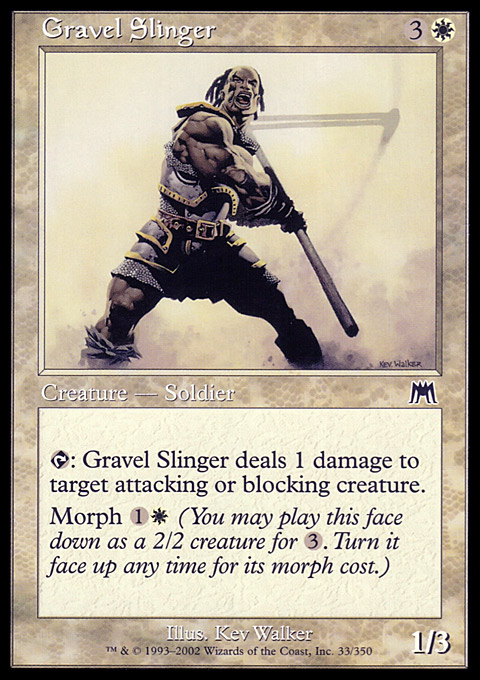 Gravel Slinger 3
KEV WALKER
Creature — Soldier
: Gravel Slinger deals 1 damage to
target attacking or blocking creature.
Morph 1 (You may play this face
down as a 2/2 creature for 3. Turn it
face up any time for its morph cost.)
Illus. Kev Walker
™ & © 1993–2002 Wizards of the Coast, Inc. 33/350
1/3